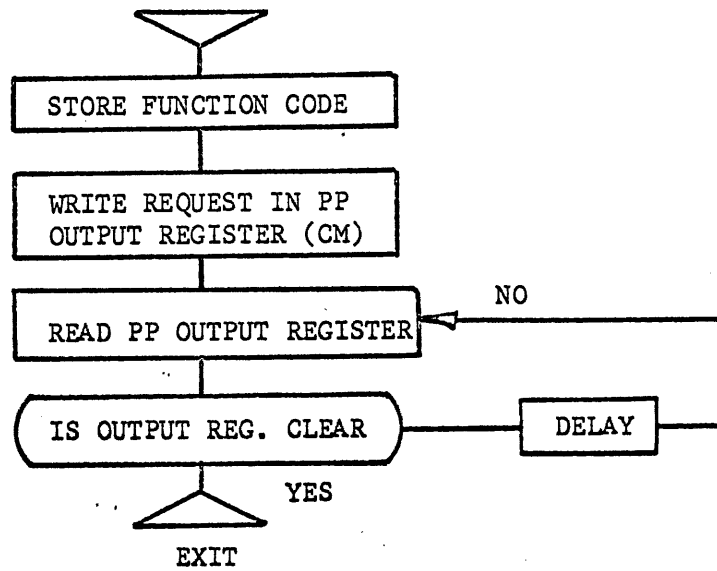 STORE FUNCTION CODE
WRITE REQUEST IN PP
OUTPUT REGISTER (CM)
NO
READ PP OUTPUT REGISTER
IS OUTPUT REG. CLEAR
DELAY
YES
EXIT